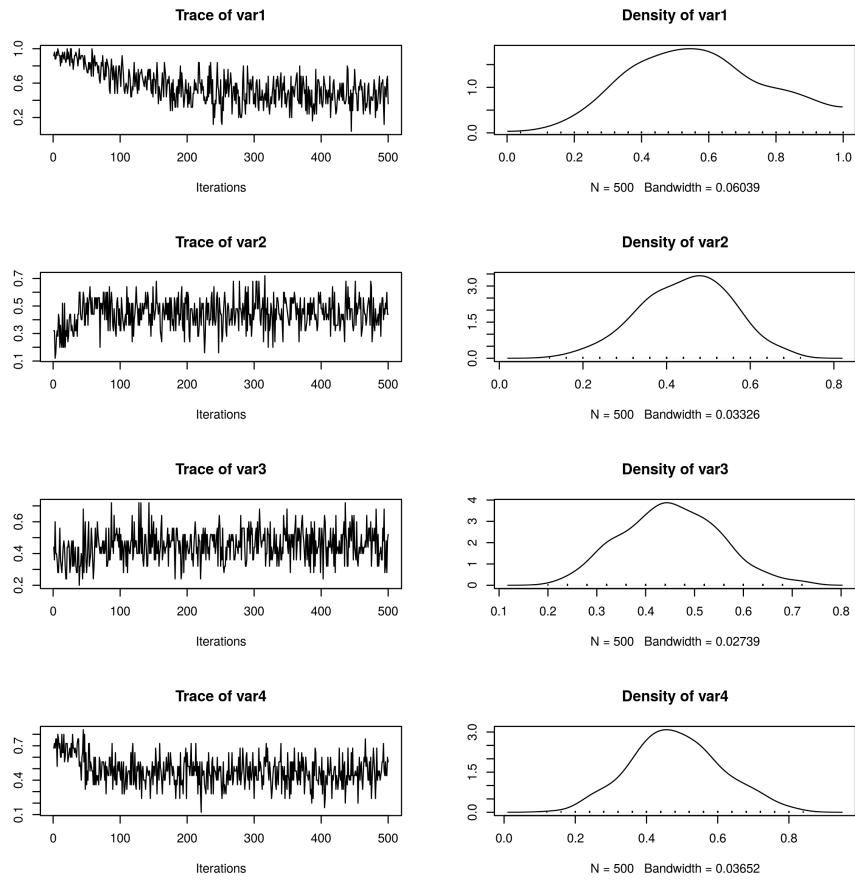 Trace of var1
Density of var1
0.2 0.6 1.0
0.0 1.0
0 100 200 300 400 500
0.0 0.2 0.4 0.6 0.8 1.0
Iterations
N = 500 Bandwidth = 0.06039
Trace of var2
Density of var2
0.1 0.3 0.5 0.7
0.0 1.5 3.0
0 100 200 300 400 500
0.0 0.2 0.4 0.6 0.8
Iterations
N = 500 Bandwidth = 0.03326
Trace of var3
Density of var3
0.2 0.4 0.6
0 1 2 3 4
0 100 200 300 400 500
0.1 0.2 0.3 0.4 0.5 0.6 0.7 0.8
Iterations
N = 500 Bandwidth = 0.02739
Trace of var4
Density of var4
0.1 0.4 0.7
0.0 1.5 3.0
0 100 200 300 400 500
0.0 0.2 0.4 0.6 0.8
Iterations
N = 500 Bandwidth = 0.03652